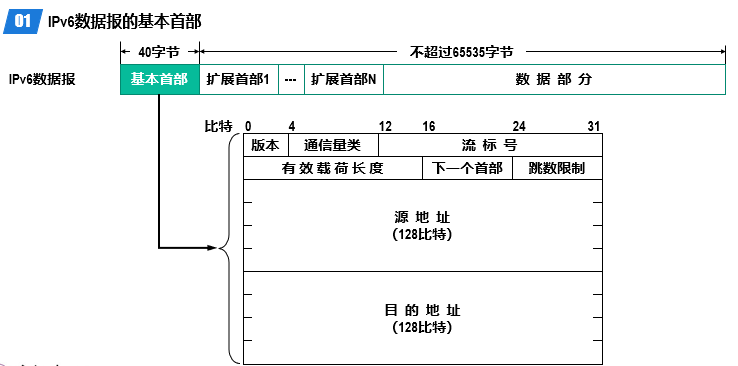 01 IPv6数据报的基本首部
40字节 不超过65535字节
IPv6数据报 基本首部 扩展首部1 --- 扩展首部N 数据部分
比特 0 4 12 16 24 31
版本 通信量类 流标号
有效载荷长度 下一个首部 跳数限制
源地址
(128比特)
目的地址
(128比特)